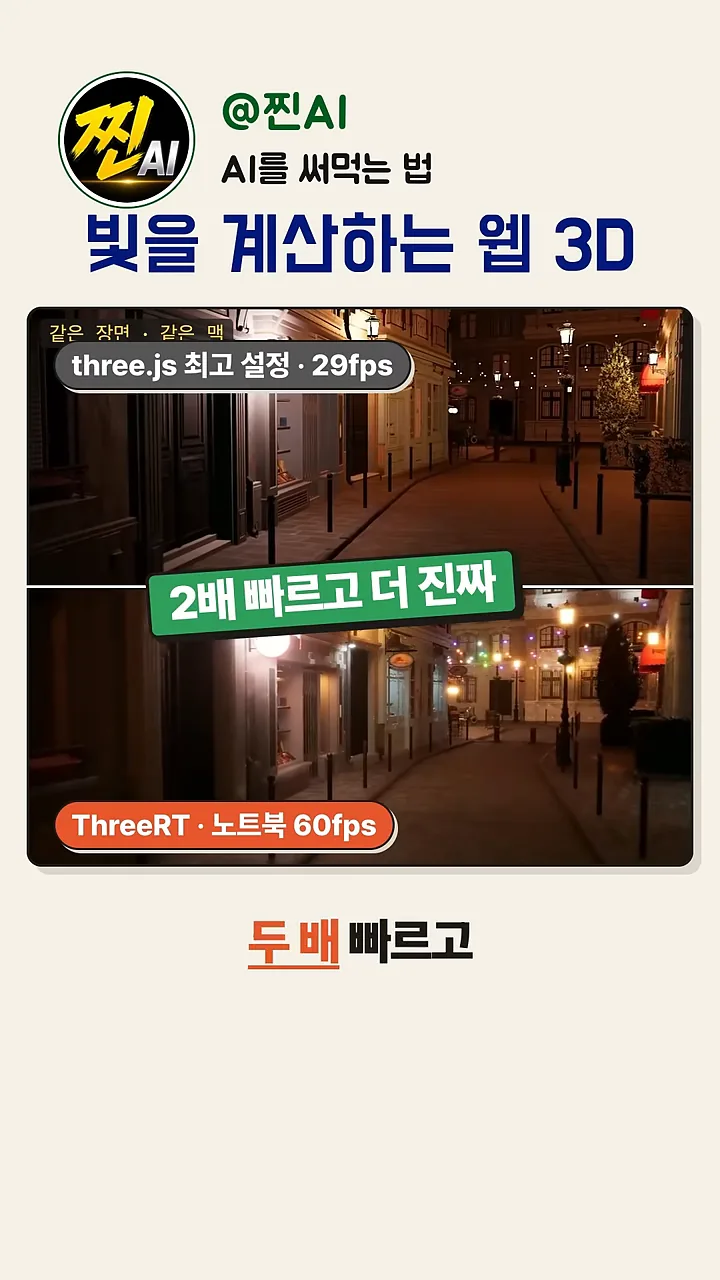 찐AI
@찐AI
AI를 써먹는 법
빛을 계산하는 웹 3D
같은 장면 · 같은 맥
three.js 최고 설정 · 29fps
2배 빠르고 더 진짜
ThreeRT · 노트북 60fps
두 배 빠르고